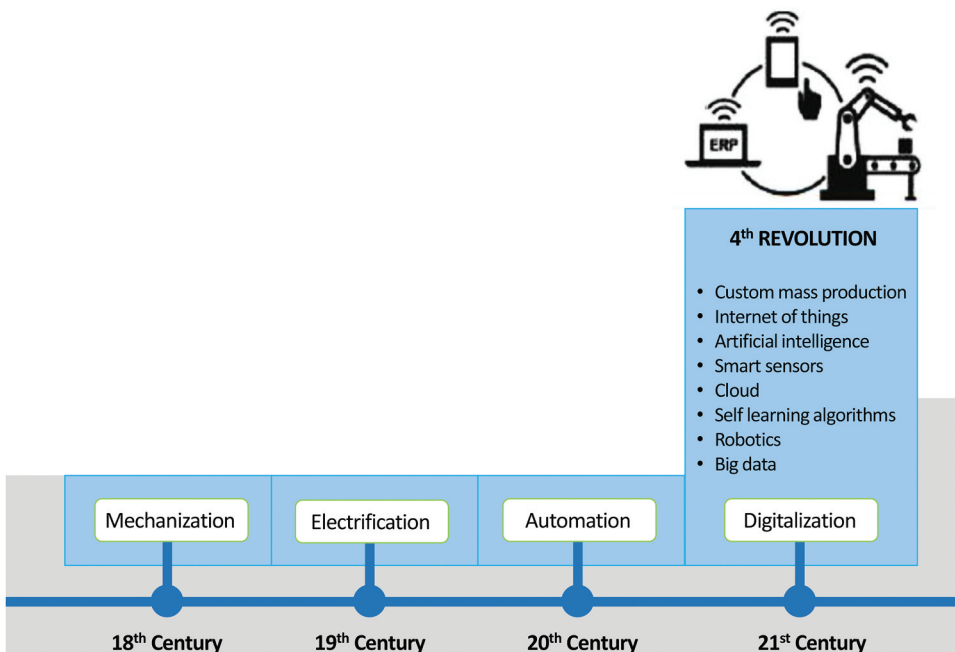 ERP
4th REVOLUTION
• Custom mass production
• Internet of things
• Artificial intelligence
• Smart sensors
• Cloud
• Self learning algorithms
• Robotics
• Big data
Mechanization
Electrification
Automation
Digitalization
18th Century
19th Century
20th Century
21st Century